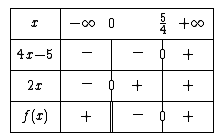 x −∞ 0 5/4 +∞
4x−5 − − 0 +
2x − 0 + +
f(x) + − 0 +